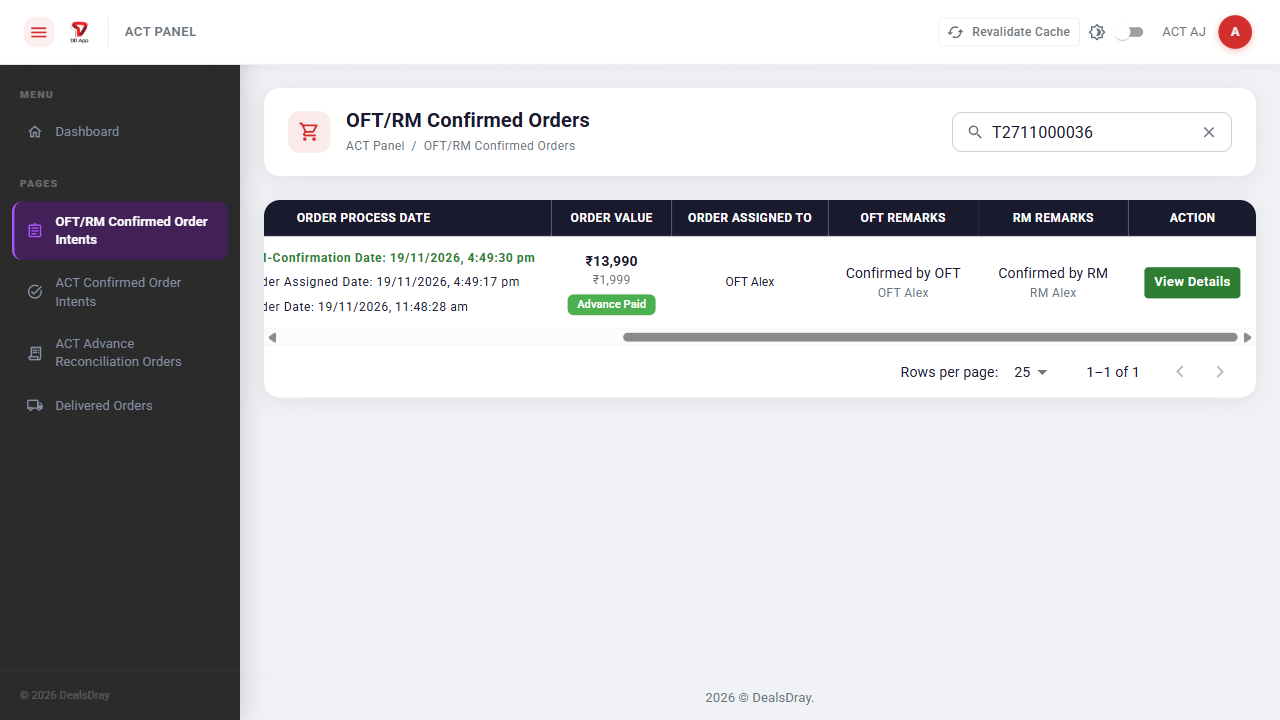 DD App
ACT PANEL
Revalidate Cache
ACT AJ
A
MENU
Dashboard
PAGES
OFT/RM Confirmed Order
Intents
ACT Confirmed Order
Intents
ACT Advance
Reconciliation Orders
Delivered Orders
© 2026 DealsDray
OFT/RM Confirmed Orders
ACT Panel / OFT/RM Confirmed Orders
T2711000036
ORDER PROCESS DATE
ORDER VALUE
ORDER ASSIGNED TO
OFT REMARKS
RM REMARKS
ACTION
-Confirmation Date: 19/11/2026, 4:49:30 pm
der Assigned Date: 19/11/2026, 4:49:17 pm
der Date: 19/11/2026, 11:48:28 am
₹13,990
₹1,999
Advance Paid
OFT Alex
Confirmed by OFT
OFT Alex
Confirmed by RM
RM Alex
View Details
Rows per page: 25
1–1 of 1
2026 © DealsDray.